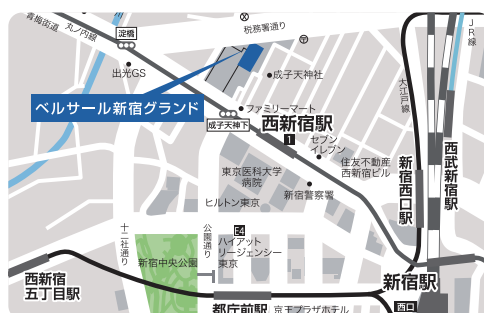 青梅街道
丸ノ内線
淀橋
税務署通り
JR線
出光GS
成子天神社
ベルサール新宿グランド
ファミリーマート
成子天神下
西新宿駅
1
セブン
イレブン
大江戸線
東京医科大学
病院
住友不動産
西新宿ビル
新宿警察署
新宿西口駅
西武新宿駅
ヒルトン東京
十二社通り
公園通り
E4
ハイアット
リージェンシー
東京
新宿中央公園
西新宿
五丁目駅
新宿駅
都庁前駅
京王プラザホテル
西口